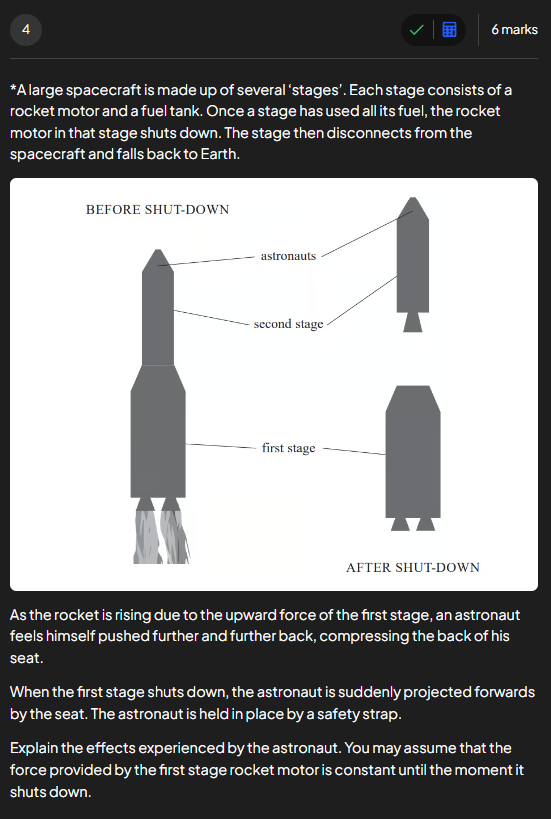 4
6 marks
*A large spacecraft is made up of several ‘stages’. Each stage consists of a
rocket motor and a fuel tank. Once a stage has used all its fuel, the rocket
motor in that stage shuts down. The stage then disconnects from the
spacecraft and falls back to Earth.
BEFORE SHUT-DOWN
astronauts
second stage
first stage
AFTER SHUT-DOWN
As the rocket is rising due to the upward force of the first stage, an astronaut
feels himself pushed further and further back, compressing the back of his
seat.
When the first stage shuts down, the astronaut is suddenly projected forwards
by the seat. The astronaut is held in place by a safety strap.
Explain the effects experienced by the astronaut. You may assume that the
force provided by the first stage rocket motor is constant until the moment it
shuts down.